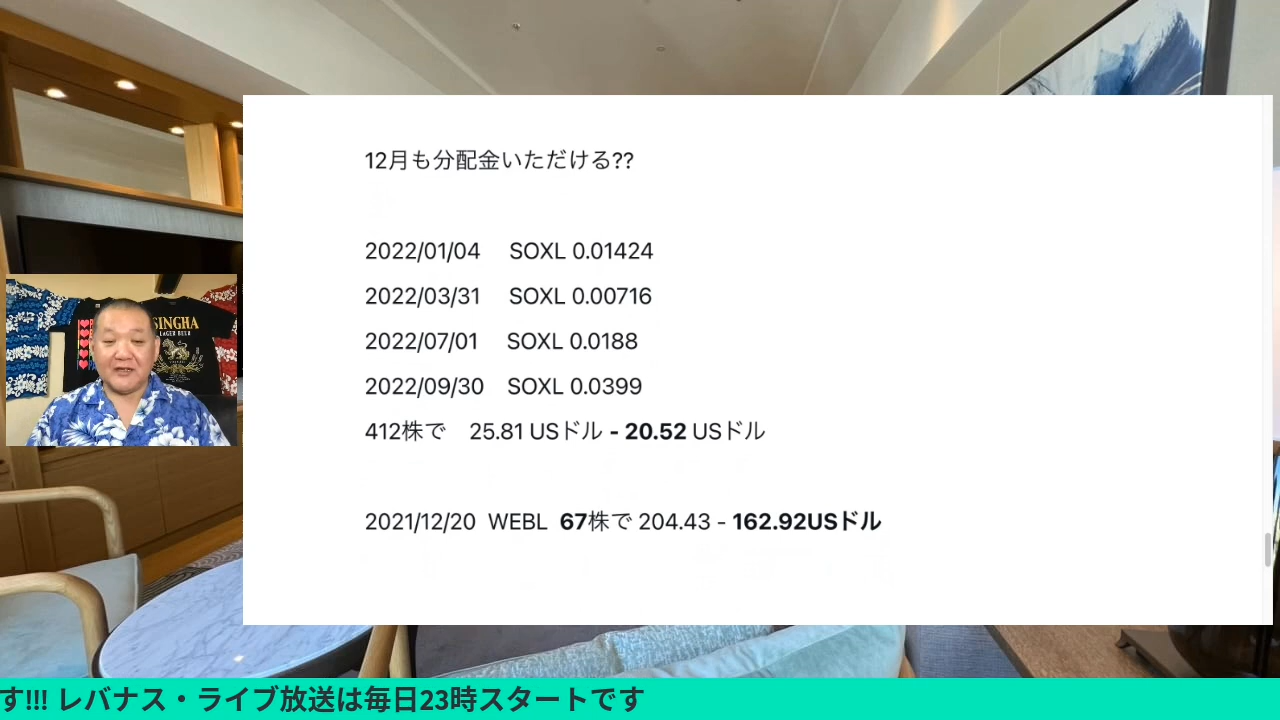 12月も分配金いただける??
2022/01/04 SOXL 0.01424
2022/03/31 SOXL 0.00716
2022/07/01 SOXL 0.0188
2022/09/30 SOXL 0.0399
412株で 25.81 USドル - 20.52 USドル
2021/12/20 WEBL 67株で 204.43 - 162.92USドル
SINGHA
LAGER BEER
す!!! レバナス・ライブ放送は毎日23時スタートです